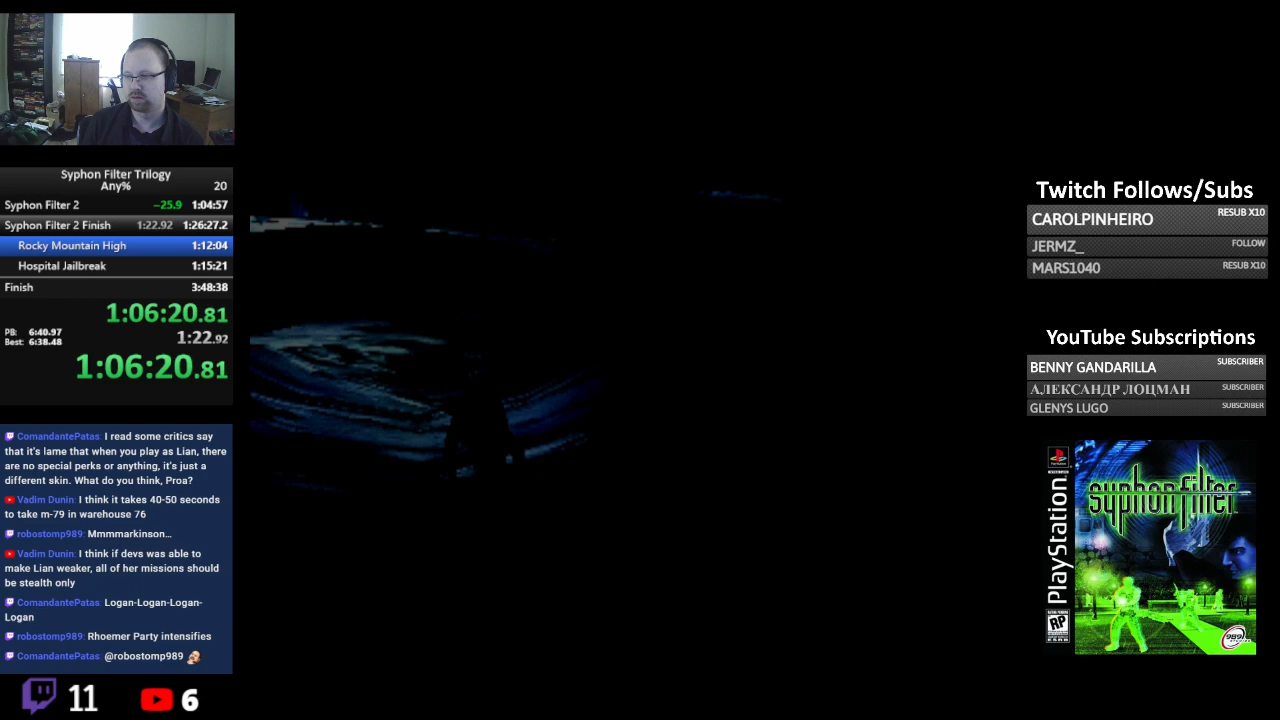 Syphon Filter Trilogy
Any% 20
Syphon Filter 2 -25.9 1:04:57
Syphon Filter 2 Finish 1:22.92 1:26:27.2
Rocky Mountain High 1:12:04
Hospital Jailbreak 1:15:21
Finish 3:48:38
1:06:20.81
PB: 6:40.97
Best: 6:38.48
1:22.92
1:06:20.81
ComandantePatas: I read some critics say
that it's lame that when you play as Lian, there
are no special perks or anything, it's just a
different skin. What do you think, Proa?
Vadim Dunin: I think it takes 40-50 seconds
to take m-79 in warehouse 76
robostomp989: Mmmmarkinson...
Vadim Dunin: I think if devs was able to
make Lian weaker, all of her missions should
be stealth only
ComandantePatas: Logan-Logan-Logan-
Logan
robostomp989: Rhoemer Party intensifies
ComandantePatas: @robostomp989
11 6
Twitch Follows/Subs
CAROLPINHEIRO RESUB X10
JERMZ_ FOLLOW
MARS1040 RESUB X10
YouTube Subscriptions
BENNY GANDARILLA SUBSCRIBER
АЛЕКСАНДР ЛОЦМАН SUBSCRIBER
GLENYS LUGO SUBSCRIBER
PlayStation
syphon filter
RP
989